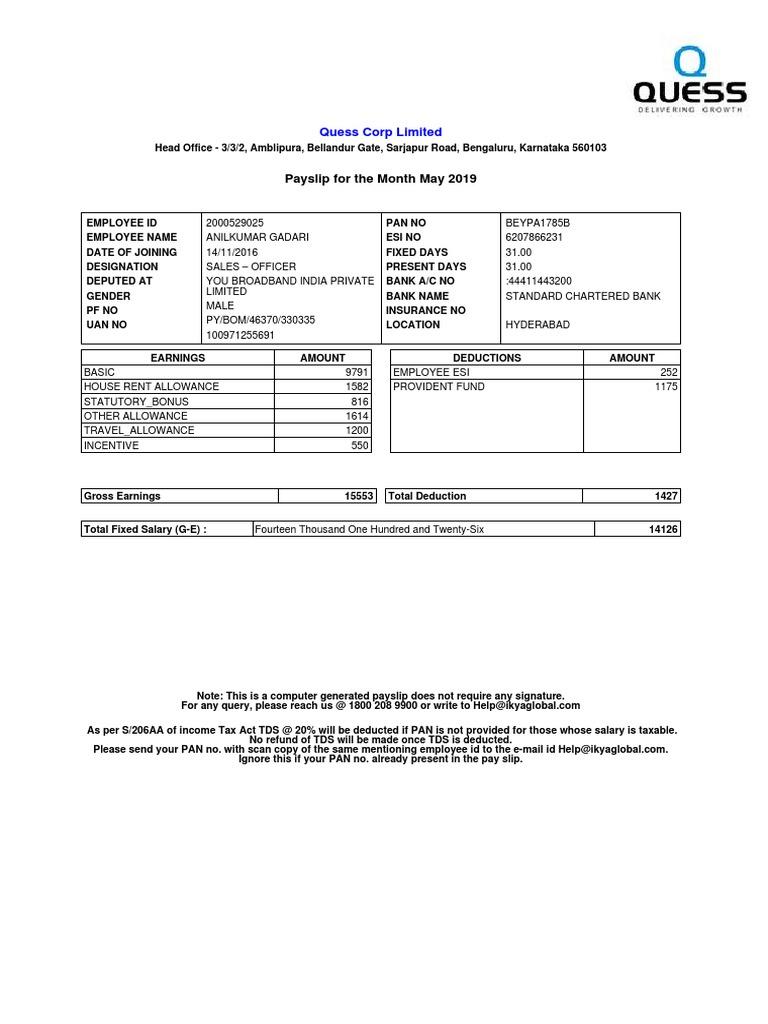 QUESS
DELIVERING GROWTH
Quess Corp Limited
Head Office - 3/3/2, Amblipura, Bellandur Gate, Sarjapur Road, Bengaluru, Karnataka 560103
Payslip for the Month May 2019
EMPLOYEE ID 2000529025 PAN NO BEYPA1785B
EMPLOYEE NAME ANILKUMAR GADARI ESI NO 6207866231
DATE OF JOINING 14/11/2016 FIXED DAYS 31.00
DESIGNATION SALES – OFFICER PRESENT DAYS 31.00
DEPUTED AT YOU BROADBAND INDIA PRIVATE LIMITED BANK A/C NO :44411443200
GENDER MALE BANK NAME STANDARD CHARTERED BANK
PF NO PY/BOM/46370/330335 INSURANCE NO
UAN NO 100971255691 LOCATION HYDERABAD
EARNINGS AMOUNT DEDUCTIONS AMOUNT
BASIC 9791 EMPLOYEE ESI 252
HOUSE RENT ALLOWANCE 1582 PROVIDENT FUND 1175
STATUTORY_BONUS 816
OTHER ALLOWANCE 1614
TRAVEL_ALLOWANCE 1200
INCENTIVE 550
Gross Earnings 15553 Total Deduction 1427
Total Fixed Salary (G-E) : Fourteen Thousand One Hundred and Twenty-Six 14126
Note: This is a computer generated payslip does not require any signature.
For any query, please reach us @ 1800 208 9900 or write to Help@ikyaglobal.com
As per S/206AA of income Tax Act TDS @ 20% will be deducted if PAN is not provided for those whose salary is taxable.
No refund of TDS will be made once TDS is deducted.
Please send your PAN no. with scan copy of the same mentioning employee id to the e-mail id Help@ikyaglobal.com.
Ignore this if your PAN no. already present in the pay slip.